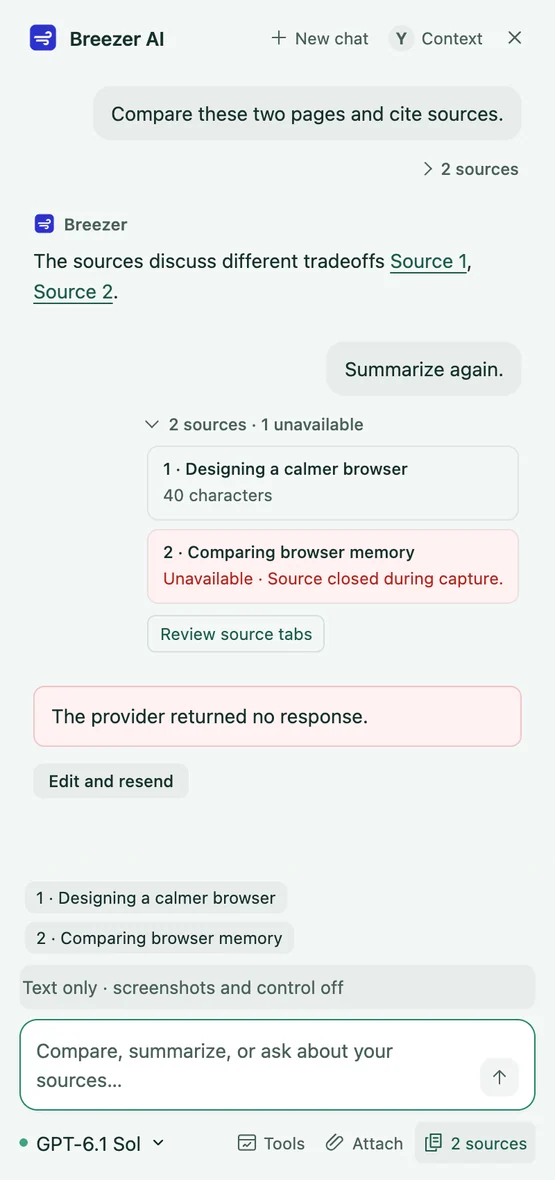 Breezer AI
New chat
Y
Context
Compare these two pages and cite sources.
2 sources
Breezer
The sources discuss different tradeoffs Source 1,
Source 2.
Summarize again.
2 sources · 1 unavailable
1 · Designing a calmer browser
40 characters
2 · Comparing browser memory
Unavailable · Source closed during capture.
Review source tabs
The provider returned no response.
Edit and resend
1 · Designing a calmer browser
2 · Comparing browser memory
Text only · screenshots and control off
Compare, summarize, or ask about your
sources...
GPT-6.1 Sol
Tools
Attach
2 sources